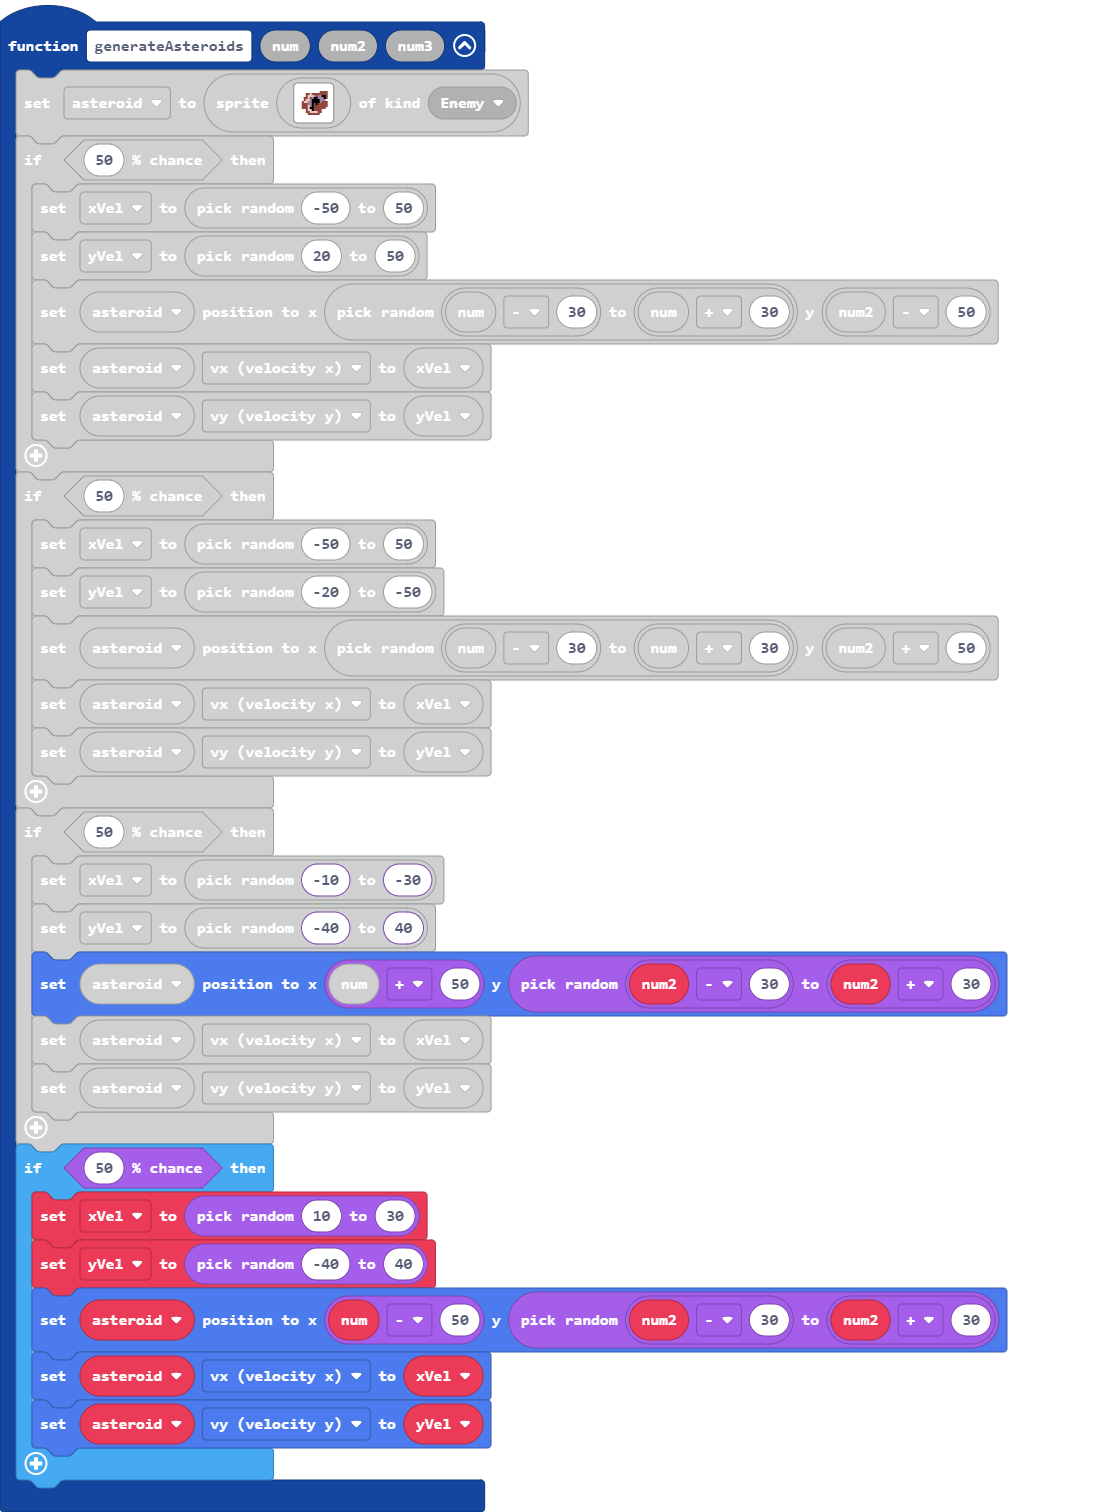 function generateAsteroids num num2 num3
set asteroid to sprite of kind Enemy
if 50 % chance then
set xVel to pick random -50 to 50
set yVel to pick random 20 to 50
set asteroid position to x pick random num - 30 to num + 30 y num2 - 50
set asteroid vx (velocity x) to xVel
set asteroid vy (velocity y) to yVel
if 50 % chance then
set xVel to pick random -50 to 50
set yVel to pick random -20 to -50
set asteroid position to x pick random num - 30 to num + 30 y num2 + 50
set asteroid vx (velocity x) to xVel
set asteroid vy (velocity y) to yVel
if 50 % chance then
set xVel to pick random -10 to -30
set yVel to pick random -40 to 40
set asteroid position to x num + 50 y pick random num2 - 30 to num2 + 30
set asteroid vx (velocity x) to xVel
set asteroid vy (velocity y) to yVel
if 50 % chance then
set xVel to pick random 10 to 30
set yVel to pick random -40 to 40
set asteroid position to x num - 50 y pick random num2 - 30 to num2 + 30
set asteroid vx (velocity x) to xVel
set asteroid vy (velocity y) to yVel